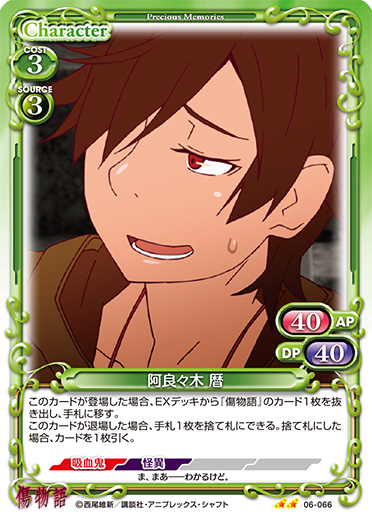 Precious Memories
Character
COST
3
SOURCE
3
40 AP
DP 40
阿良々木 暦
このカードが登場した場合、EXデッキから『傷物語』のカード1枚を抜
き出し、手札に移す。
このカードが退場した場合、手札1枚を捨て札にできる。捨て札にした
場合、カードを1枚引く。
吸血鬼 怪異
ま、まあ――わかるけど。
傷物語
©西尾維新/講談社・アニプレックス・シャフト 06-066